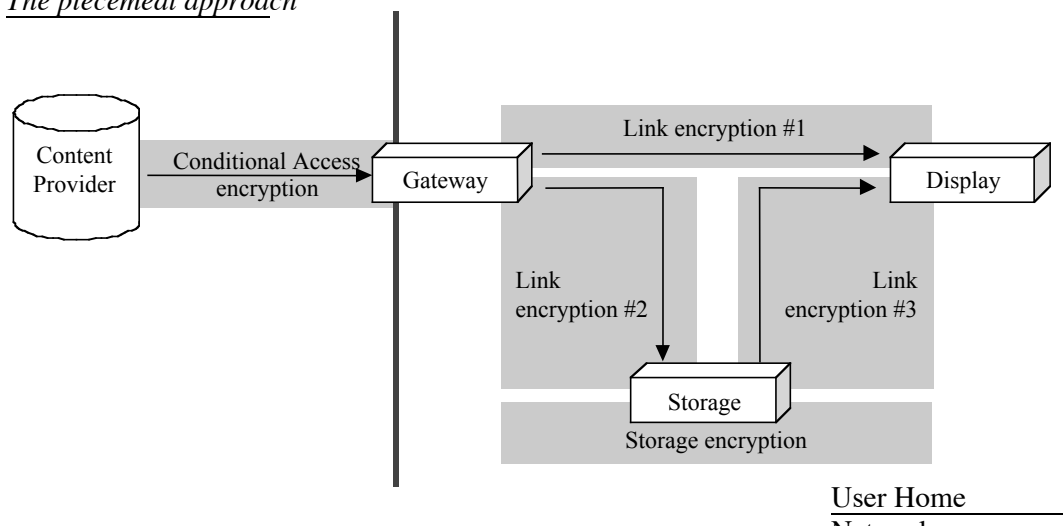 The piecemeal approach
Content
Provider
Conditional Access
encryption
Gateway
Link encryption #1
Display
Link
encryption #2
Link
encryption #3
Storage
Storage encryption
User Home
Network